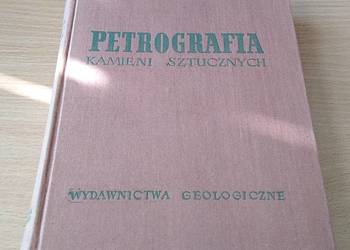 PETROGRAFIA
KAMIENI SZTUCZNYCH
WYDAWNICTWA GEOLOGICZNE